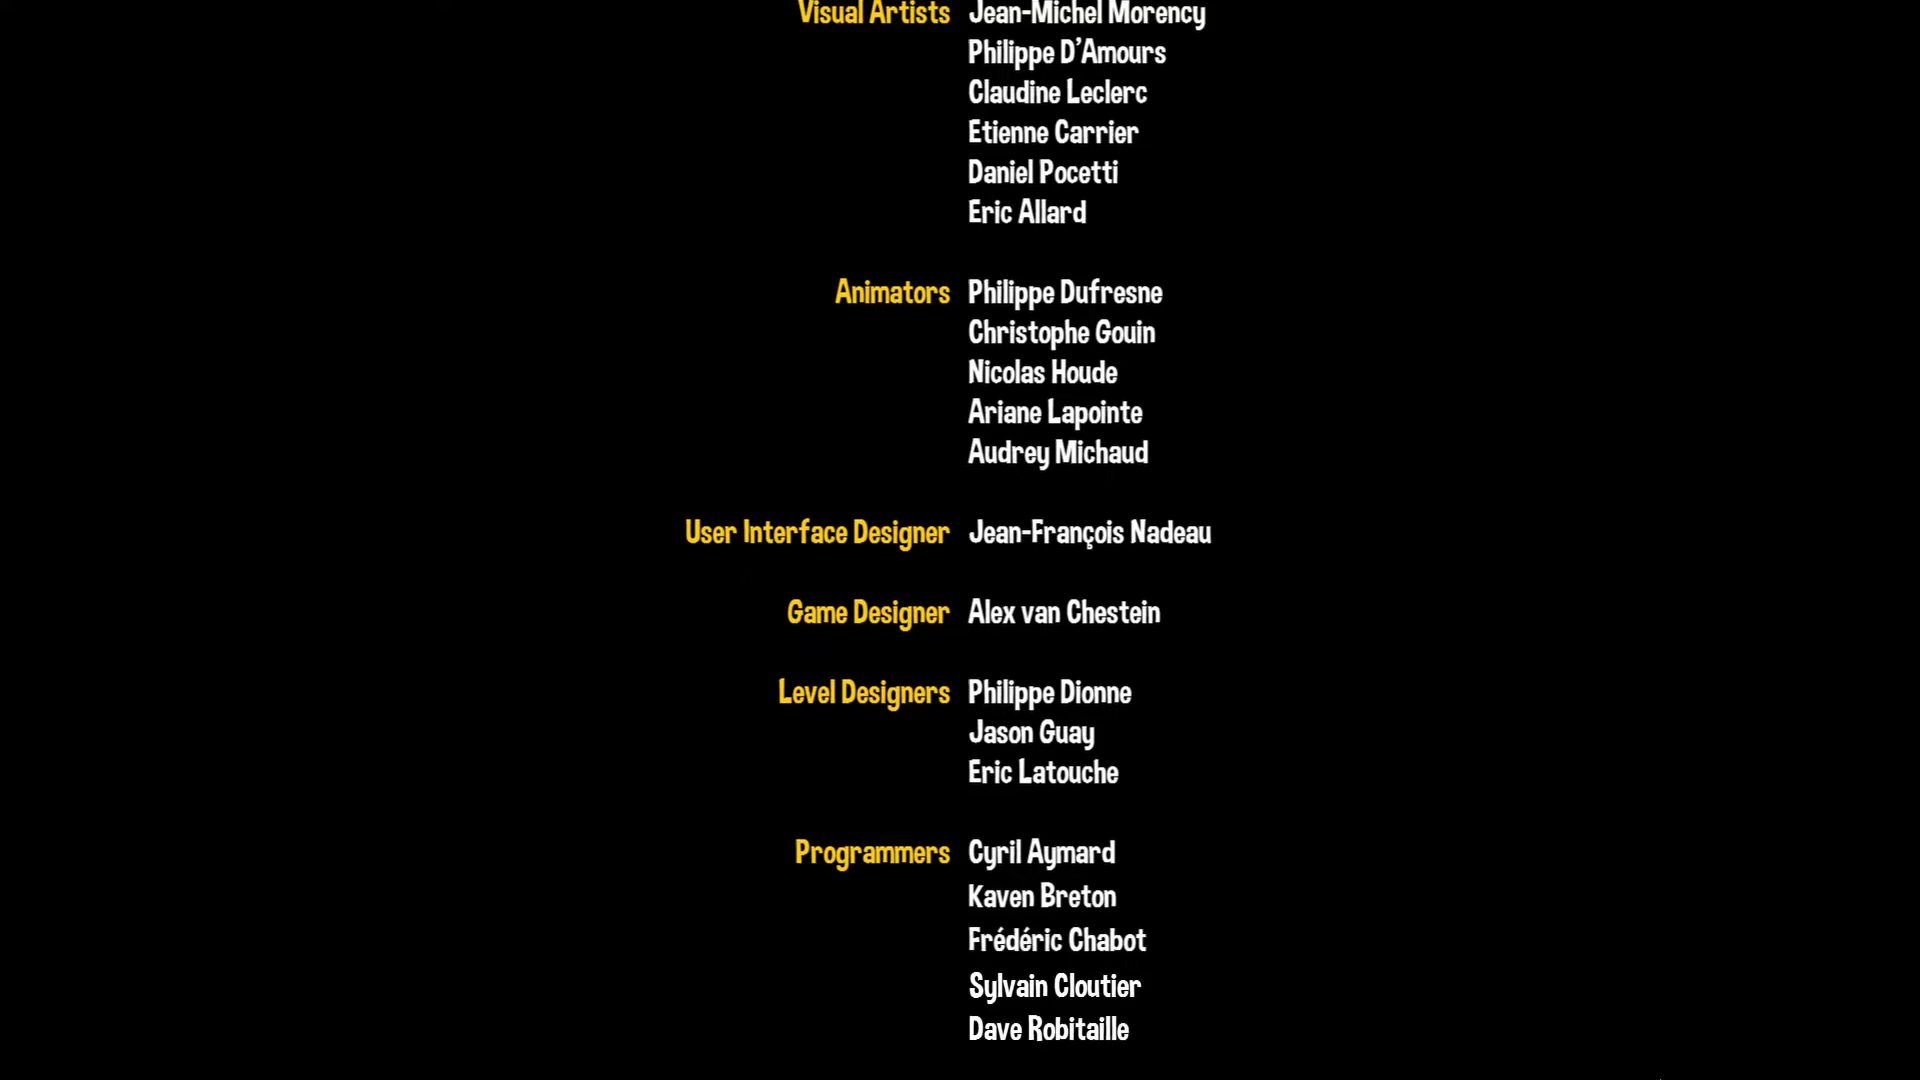 Visual Artists Jean-Michel Morency
Philippe D’Amours
Claudine Leclerc
Etienne Carrier
Daniel Pocetti
Eric Allard
Animators Philippe Dufresne
Christophe Gouin
Nicolas Houde
Ariane Lapointe
Audrey Michaud
User Interface Designer Jean-François Nadeau
Game Designer Alex van Chestein
Level Designers Philippe Dionne
Jason Guay
Eric Latouche
Programmers Cyril Aymard
Kaven Breton
Frédéric Chabot
Sylvain Cloutier
Dave Robitaille